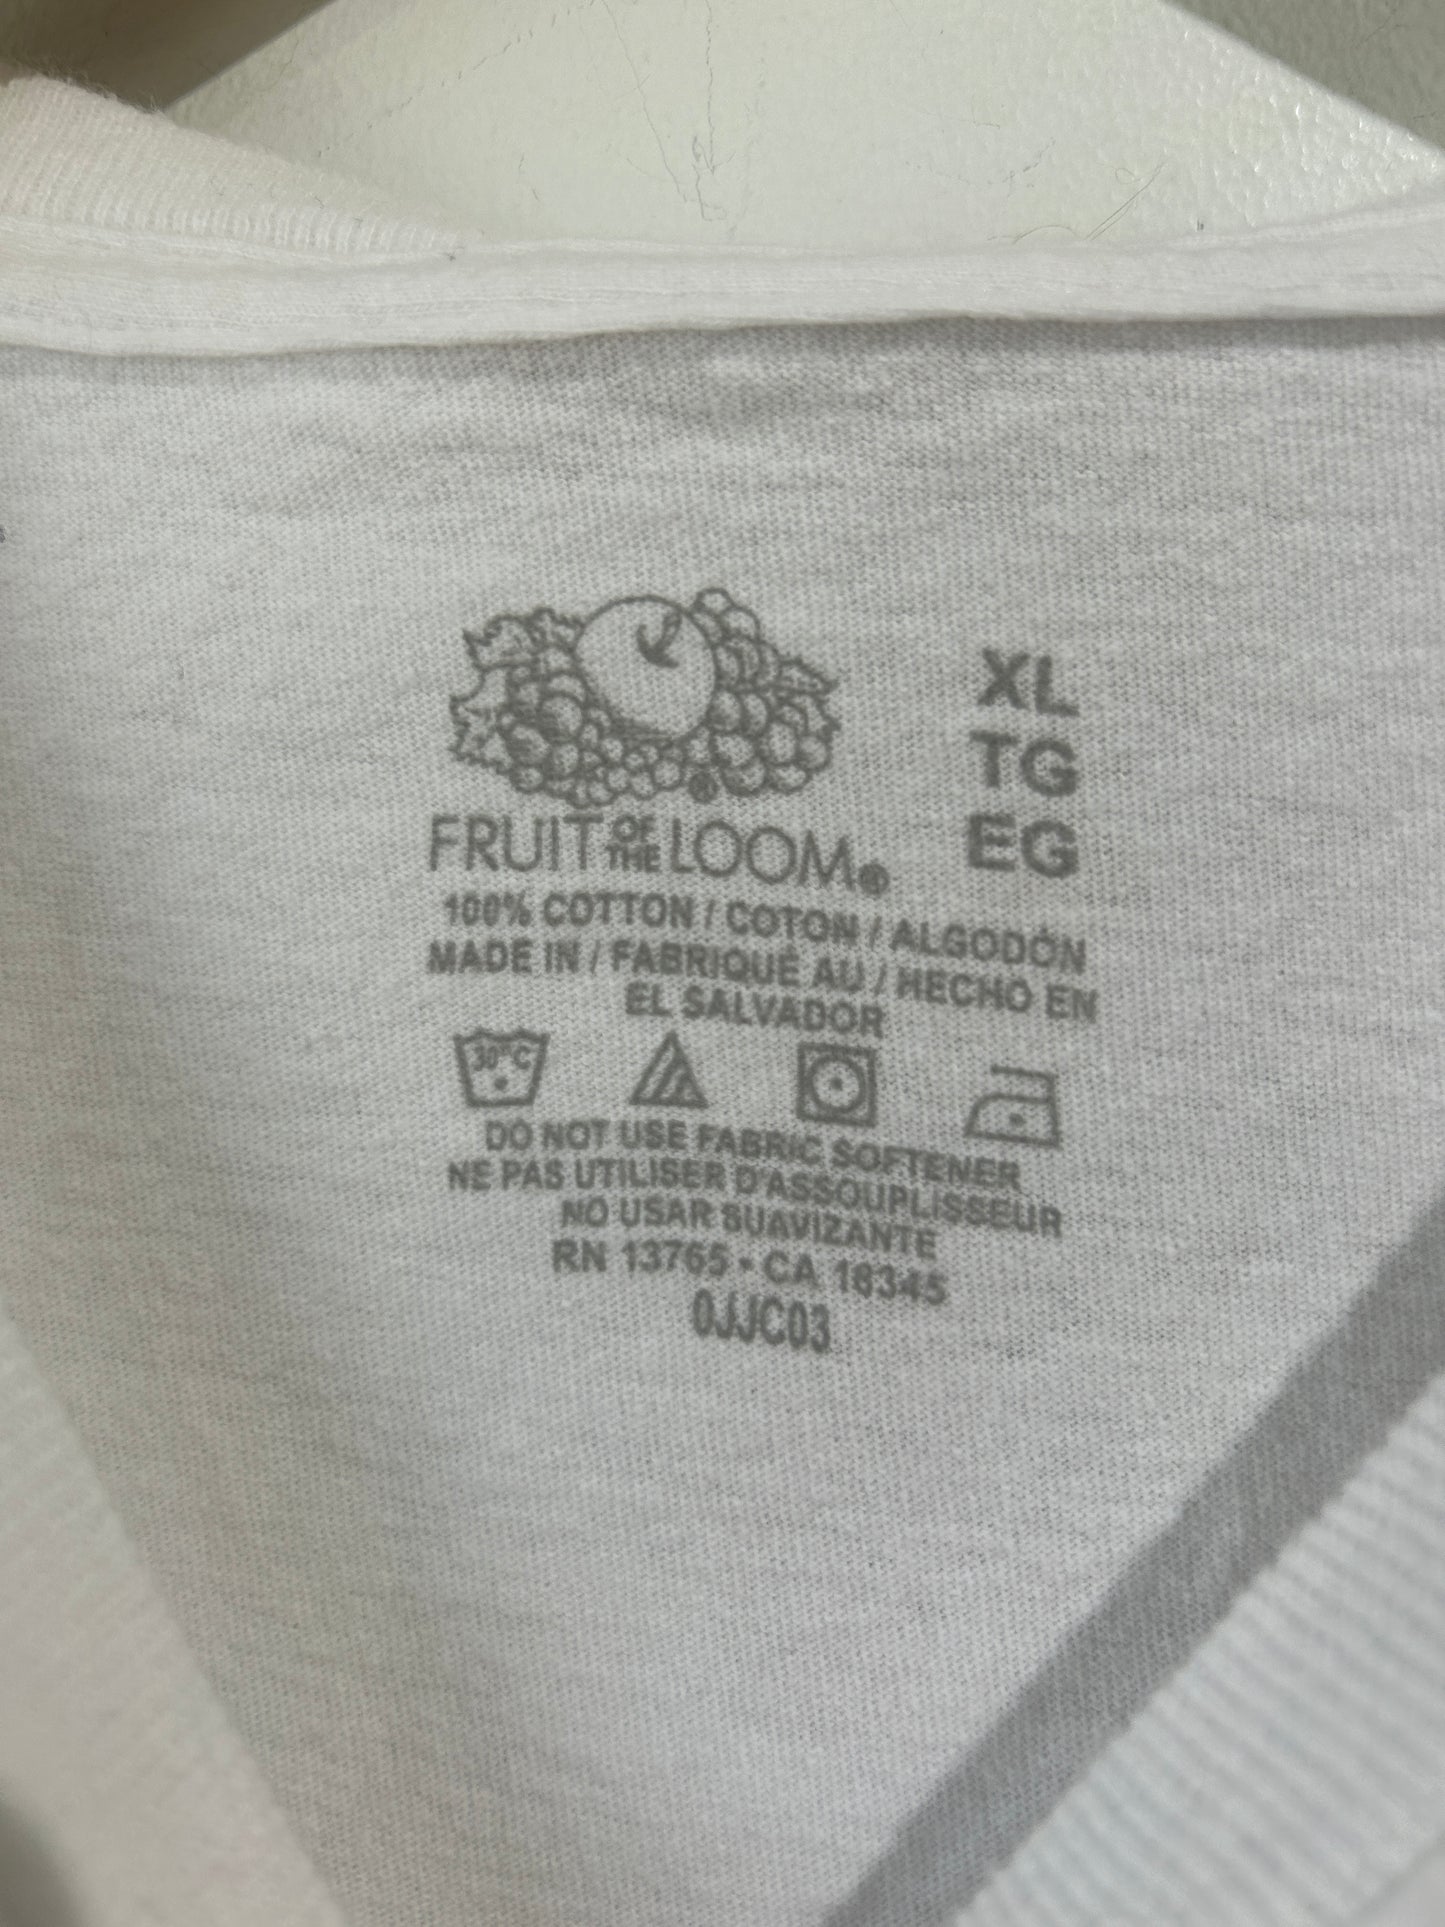 XL
TG
EG
FRUIT OF THE LOOM®
100% COTTON / COTON / ALGODÓN
MADE IN / FABRIQUÉ AU / HECHO EN
EL SALVADOR
30°C
DO NOT USE FABRIC SOFTENER
NE PAS UTILISER D'ASSOUPLISSEUR
NO USAR SUAVIZANTE
RN 13765 • CA 18345
0JJC03